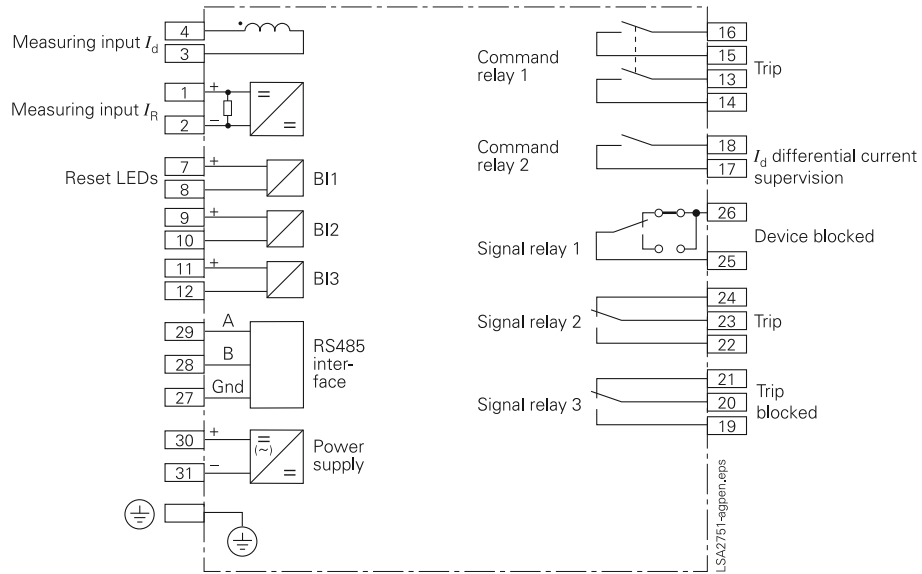 4
Measuring input Id
3
1
+
=
Measuring input IR
2
−
=
7
+
Reset LEDs
BI1
8
9
+
BI2
10
11
+
BI3
12
29
A
28
B
RS485
inter-
face
27
Gnd
30
+
=
(~)
Power
supply
31
−
=
Command
relay 1
16
15
Trip
13
14
Command
relay 2
18
17
Id differential current
supervision
26
Signal relay 1
Device blocked
25
24
Signal relay 2
23
Trip
22
21
Signal relay 3
20
Trip
blocked
19
LSA2751-agpen.eps